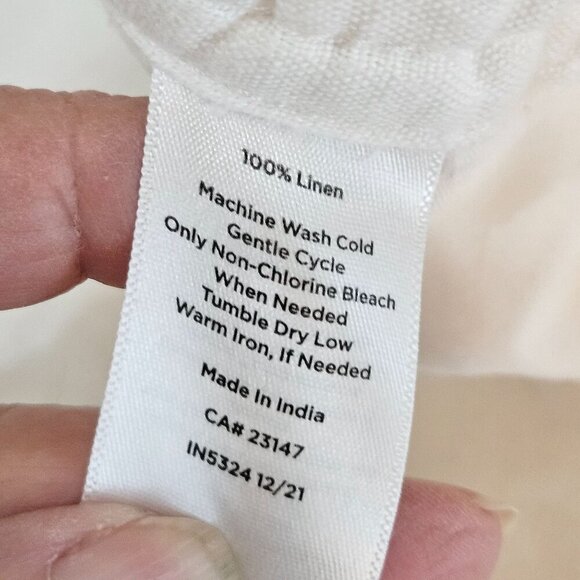 100% Linen
Machine Wash Cold
Gentle Cycle
Only Non-Chlorine Bleach
When Needed
Tumble Dry Low
Warm Iron, If Needed
Made In India
CA# 23147
IN5324 12/21